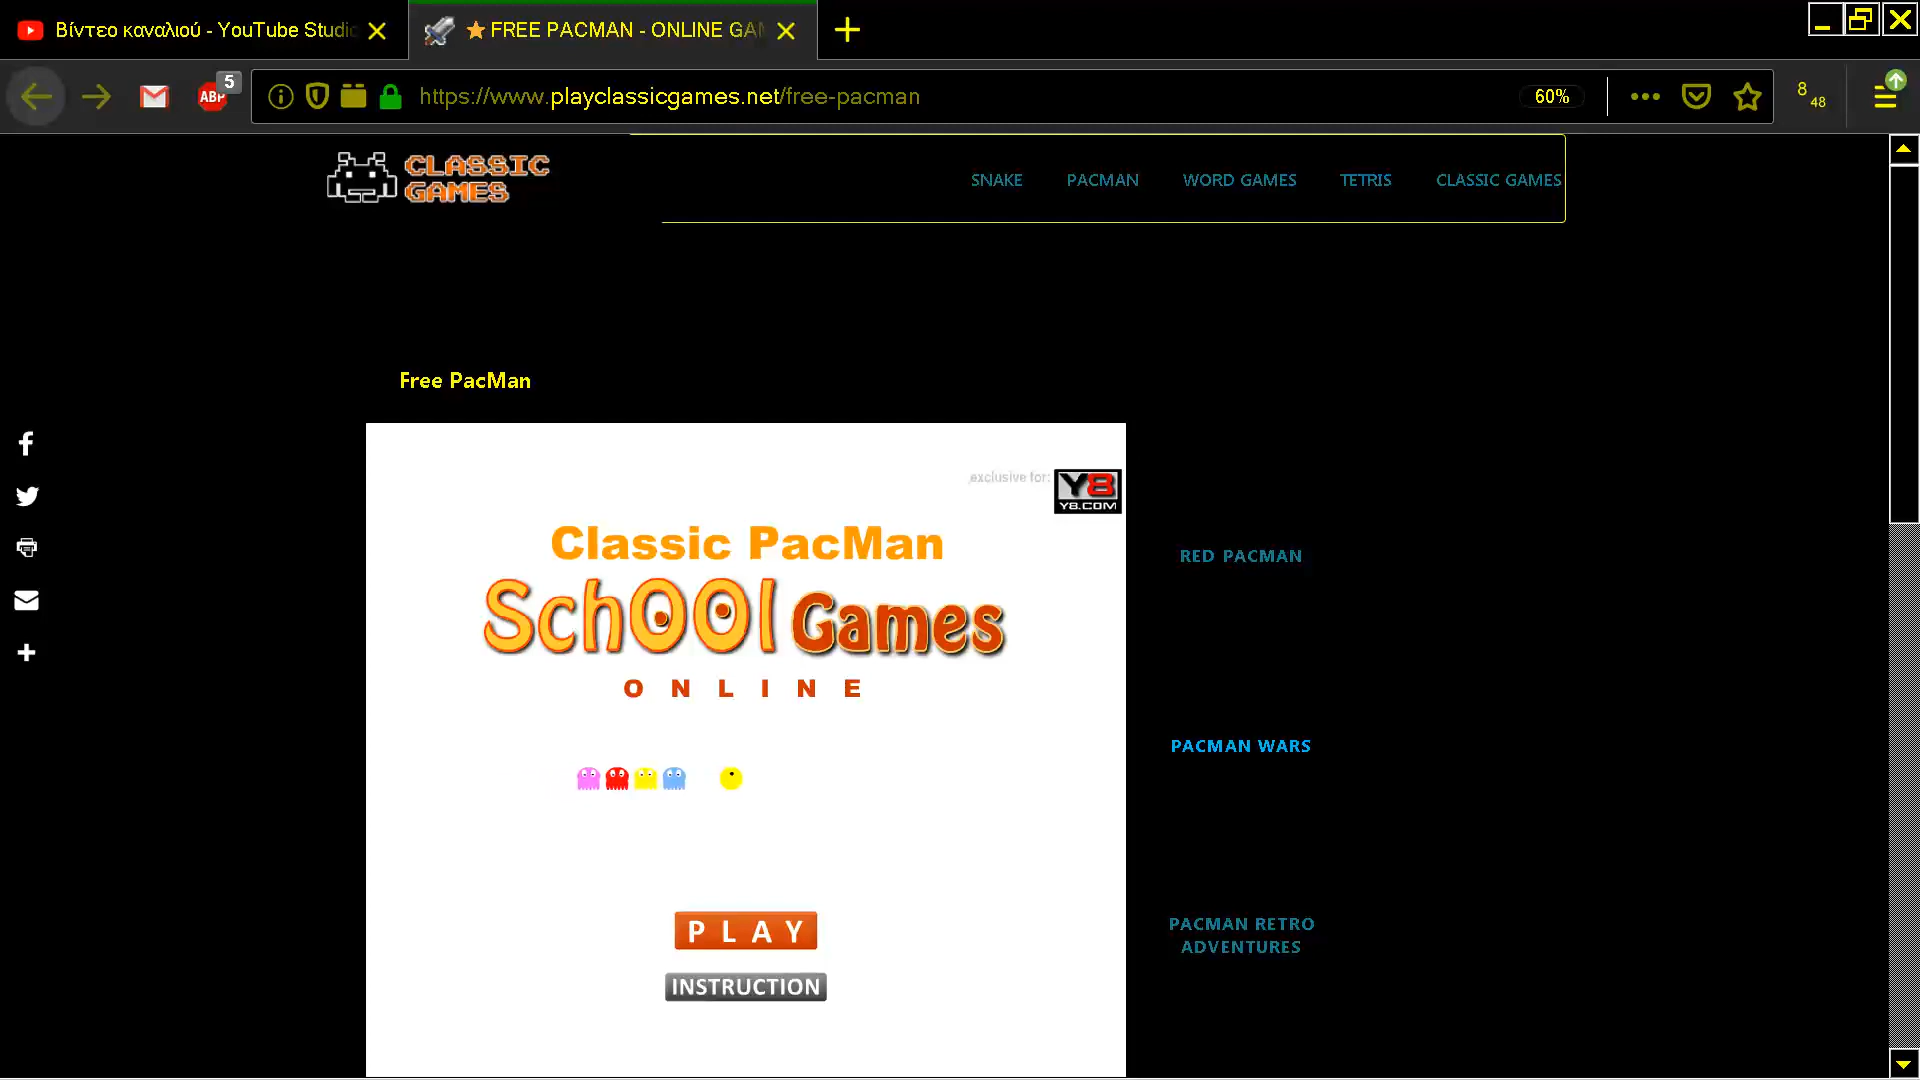 Βίντεο καναλιού - YouTube Studio
FREE PACMAN - ONLINE GAM
5
ABP
https://www.playclassicgames.net/free-pacman
60%
8
48
CLASSIC
GAMES
SNAKE
PACMAN
WORD GAMES
TETRIS
CLASSIC GAMES
Free PacMan
exclusive for:
Y8
Y8.COM
Classic PacMan
School Games
ONLINE
PLAY
INSTRUCTION
RED PACMAN
PACMAN WARS
PACMAN RETRO
ADVENTURES